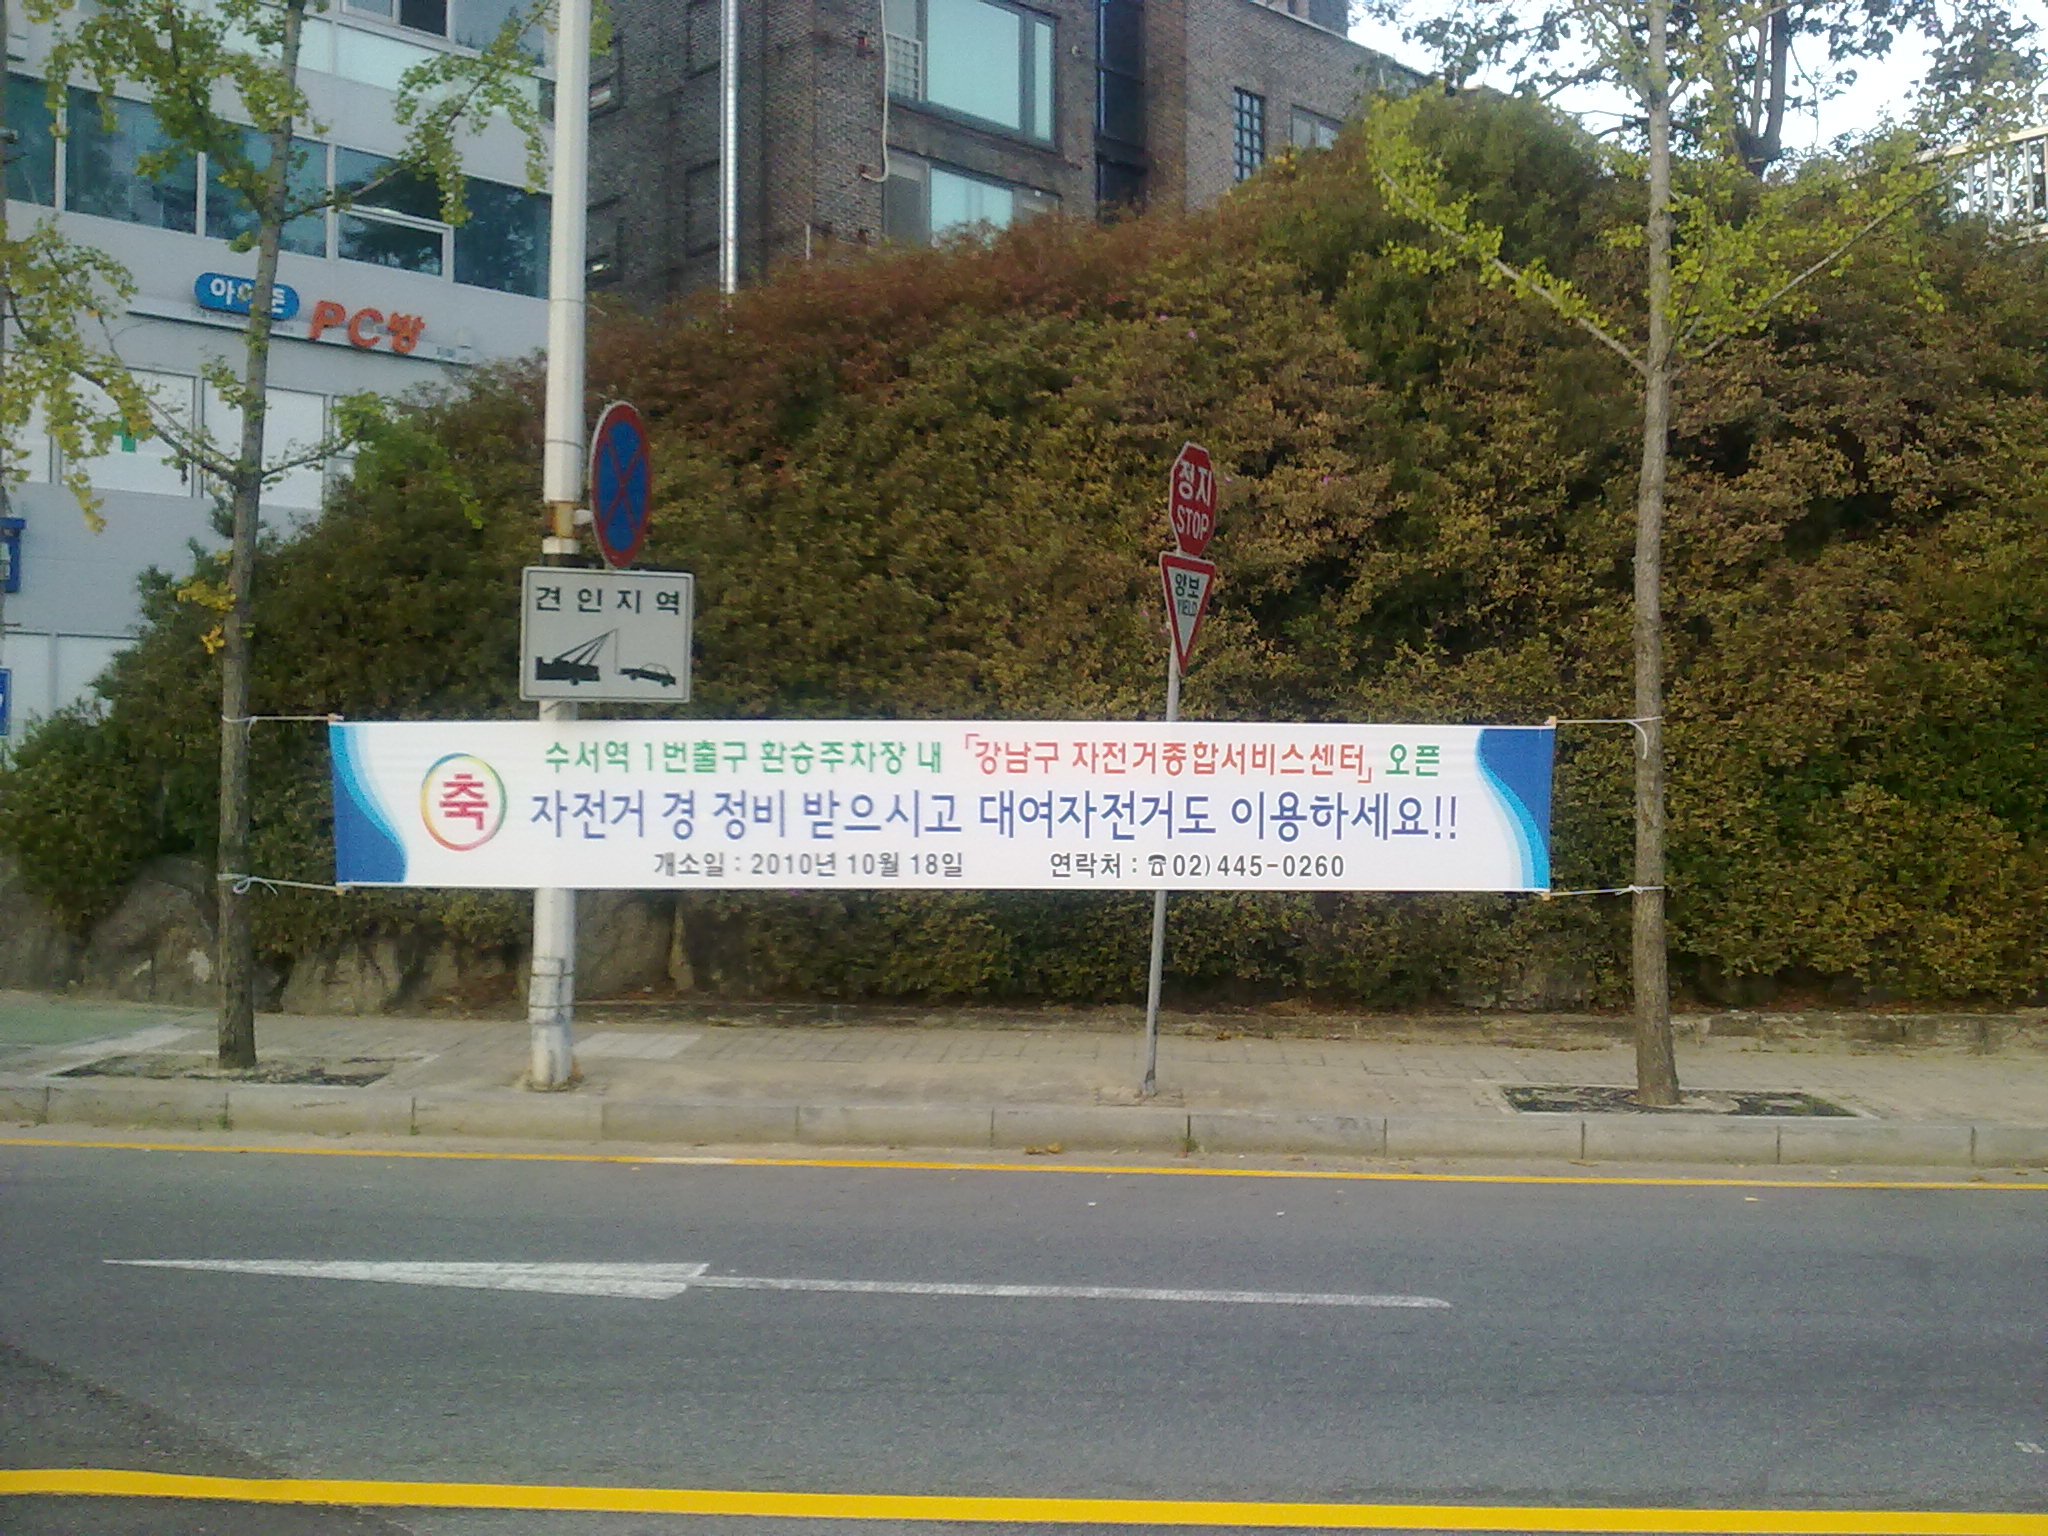 PC방
정지
STOP
양보
YIELD
견인지역
축
수서역 1번출구 환승주차장 내 「강남구 자전거종합서비스센터」 오픈
자전거 경 정비 받으시고 대여자전거도 이용하세요!!
개소일 : 2010년 10월 18일 연락처 : ☎02)445-0260